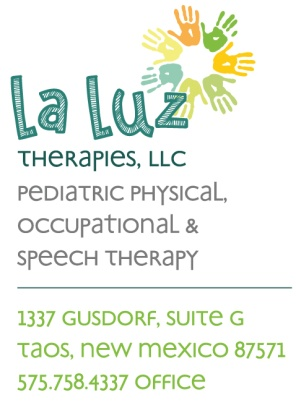 La Luz
THERAPIES, LLC
PEDIATRIC PHYSICAL,
OCCUPATIONAL &
SPEECH THERAPY
1337 GUSDORF, SUITE G
TAOS, NEW MEXICO 87571
575.758.4337 OFFICE